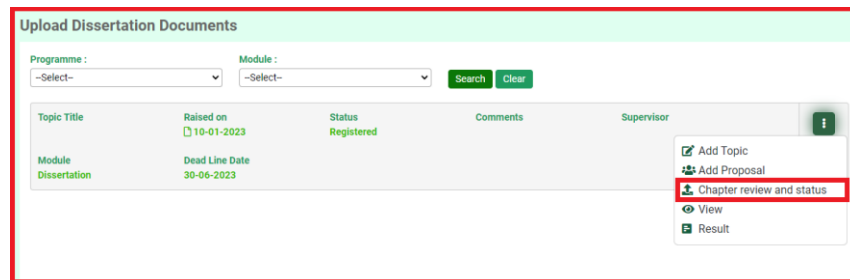 Upload Dissertation Documents
Programme : Module :
--Select-- --Select-- Search Clear
Topic Title Raised on Status Comments Supervisor
10-01-2023 Registered
Module Dead Line Date
Dissertation 30-06-2023
Add Topic
Add Proposal
Chapter review and status
View
Result